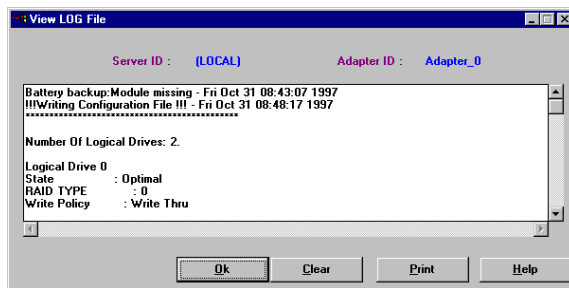 View LOG File
Server ID : (LOCAL) Adapter ID : Adapter_0
Battery backup:Module missing - Fri Oct 31 08:43:07 1997
!!!Writing Configuration File !!! - Fri Oct 31 08:48:17 1997
******************************************
Number Of Logical Drives: 2.
Logical Drive 0
State : Optimal
RAID TYPE : 0
Write Policy : Write Thru
Ok Clear Print Help